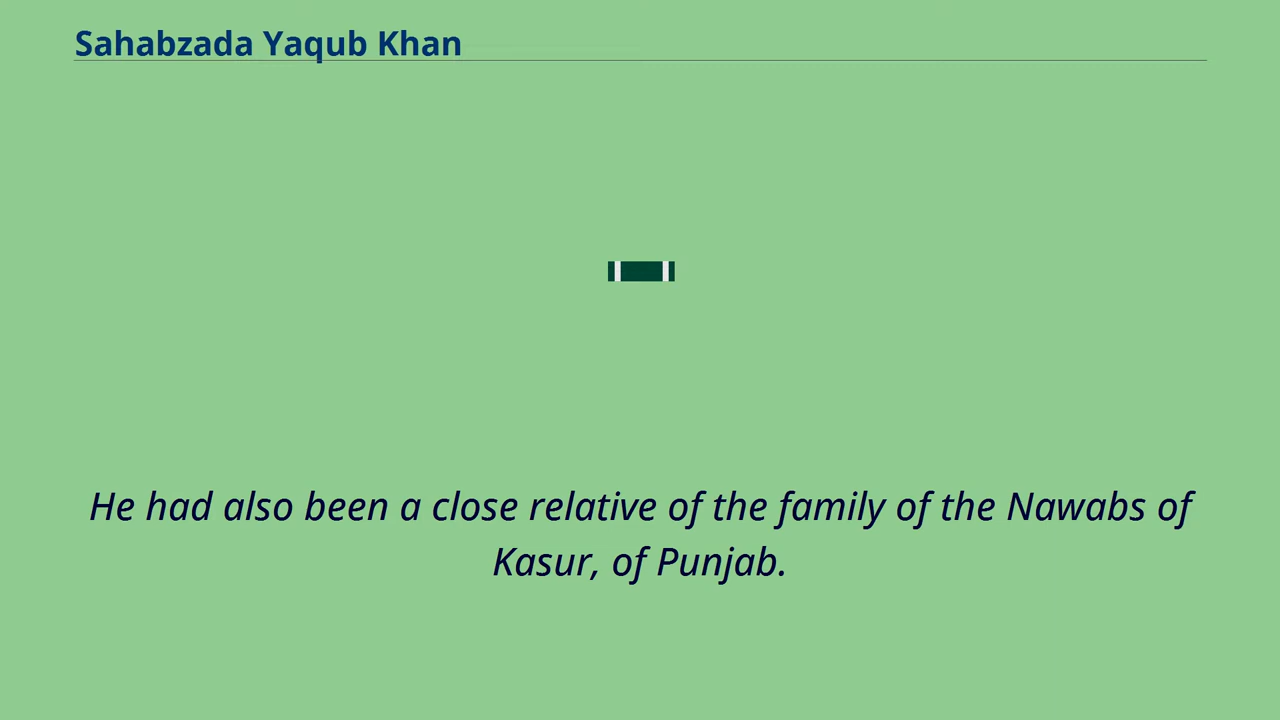 Sahabzada Yaqub Khan
He had also been a close relative of the family of the Nawabs of
Kasur, of Punjab.